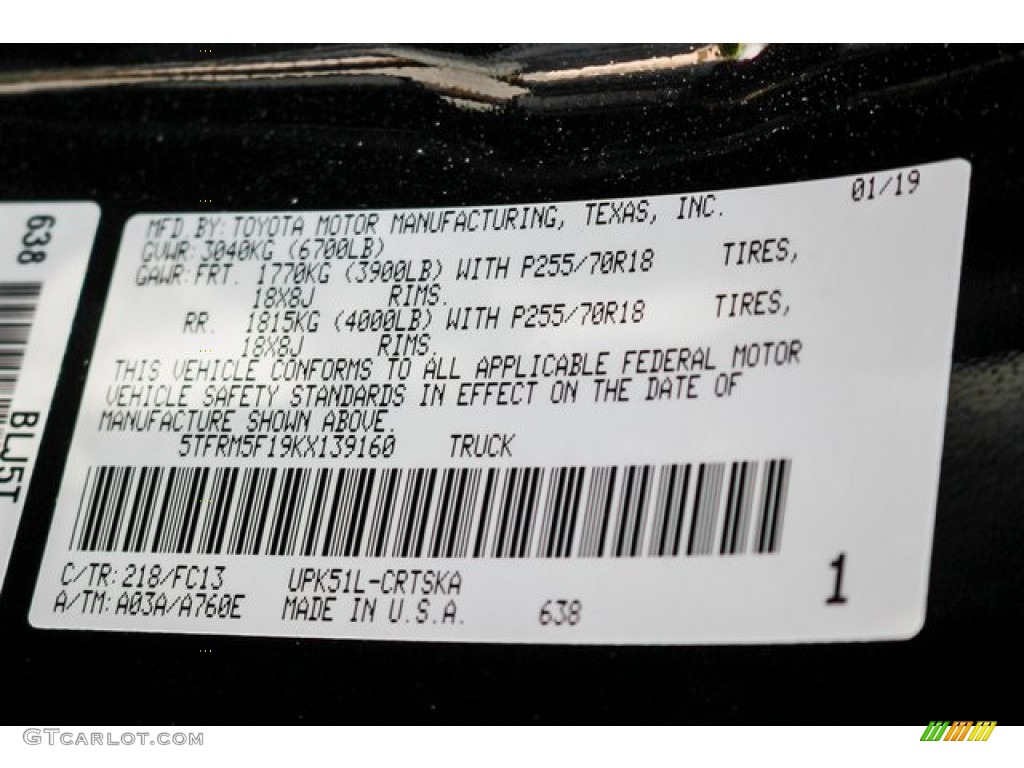 638
BLJ5T
01/19
MFD BY: TOYOTA MOTOR MANUFACTURING, TEXAS, INC.
GVWR: 3040KG (6700LB)
GAWR: FRT. 1770KG (3900LB) WITH P255/70R18 TIRES,
18X8J RIMS.
RR. 1815KG (4000LB) WITH P255/70R18 TIRES,
18X8J RIMS.
THIS VEHICLE CONFORMS TO ALL APPLICABLE FEDERAL MOTOR
VEHICLE SAFETY STANDARDS IN EFFECT ON THE DATE OF
MANUFACTURE SHOWN ABOVE.
5TFRM5F19KX139160 TRUCK
C/TR: 218/FC13 UPK51L-CRTSKA
A/TM: A03A/A760E MADE IN U.S.A. 638
1
GTCARLOT.COM